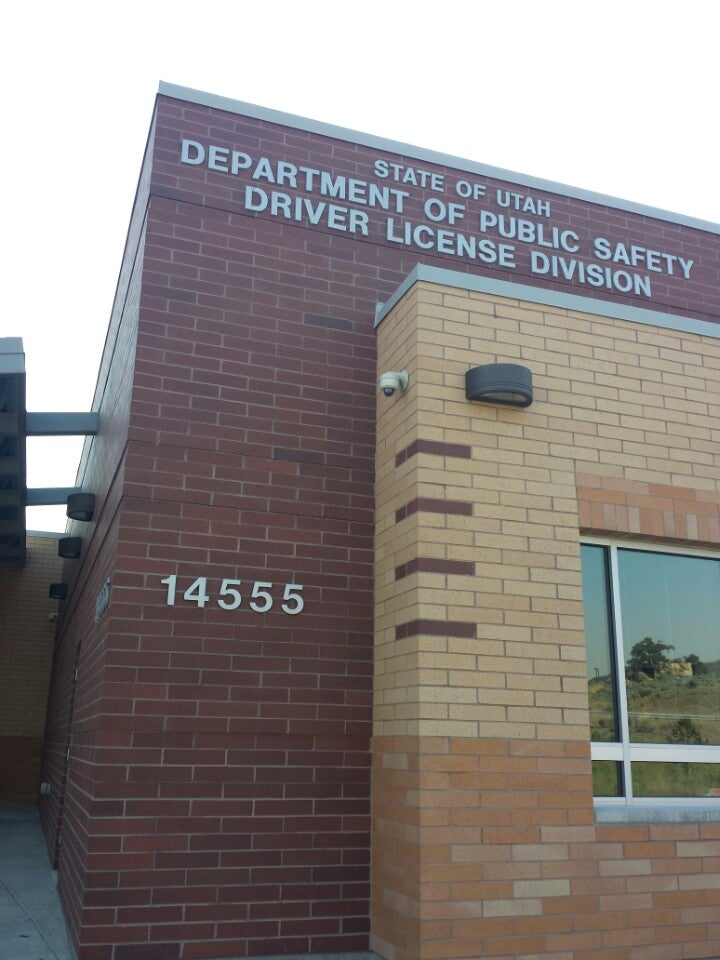 STATE OF UTAH
DEPARTMENT OF PUBLIC SAFETY
DRIVER LICENSE DIVISION
14555